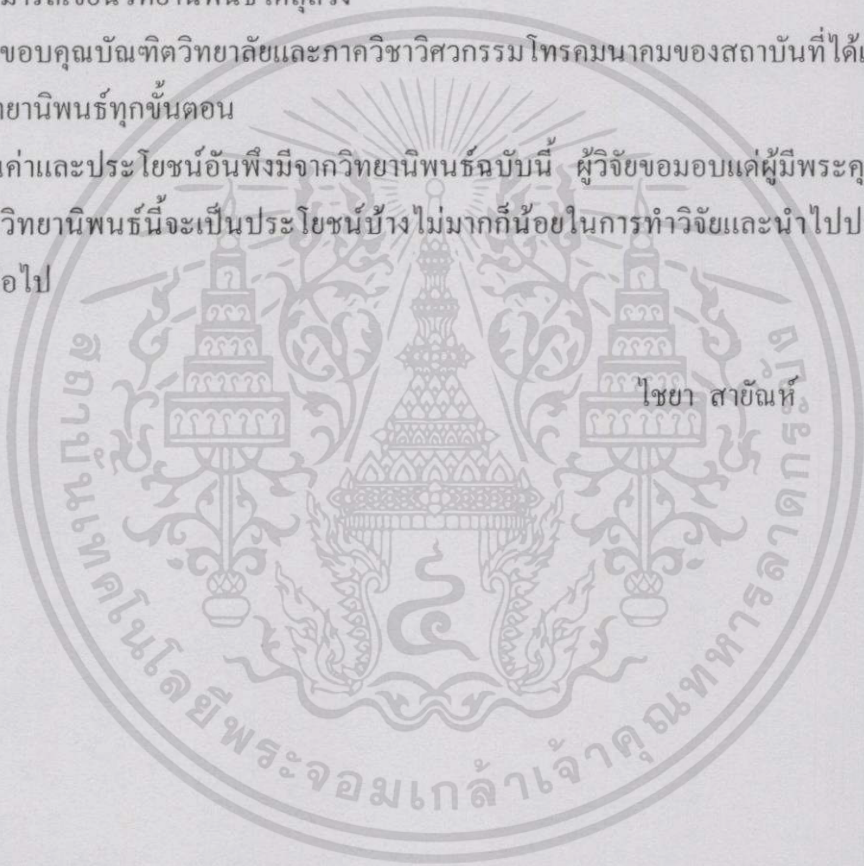 ขอบคุณบัณฑิตวิทยาลัยและภาควิชาวิศวกรรมโทรคมนาคมของสถาบันที่ได้
ทยานิพนธ์ทุกขั้นตอน
ค่าและประโยชน์อันพึงมีจากวิทยานิพนธ์ฉบับนี้ ผู้วิจัยขอมอบแด่ผู้มีพระคุ
วิทยานิพนธ์นี้จะเป็นประโยชน์บ้างไม่มากก็น้อยในการทำวิจัยและนำไปป
อไป
ไชยา สายัณห์
สถาบันเทคโนโลยีพระจอมเกล้าเจ้าคุณทหารลาดกระบัง